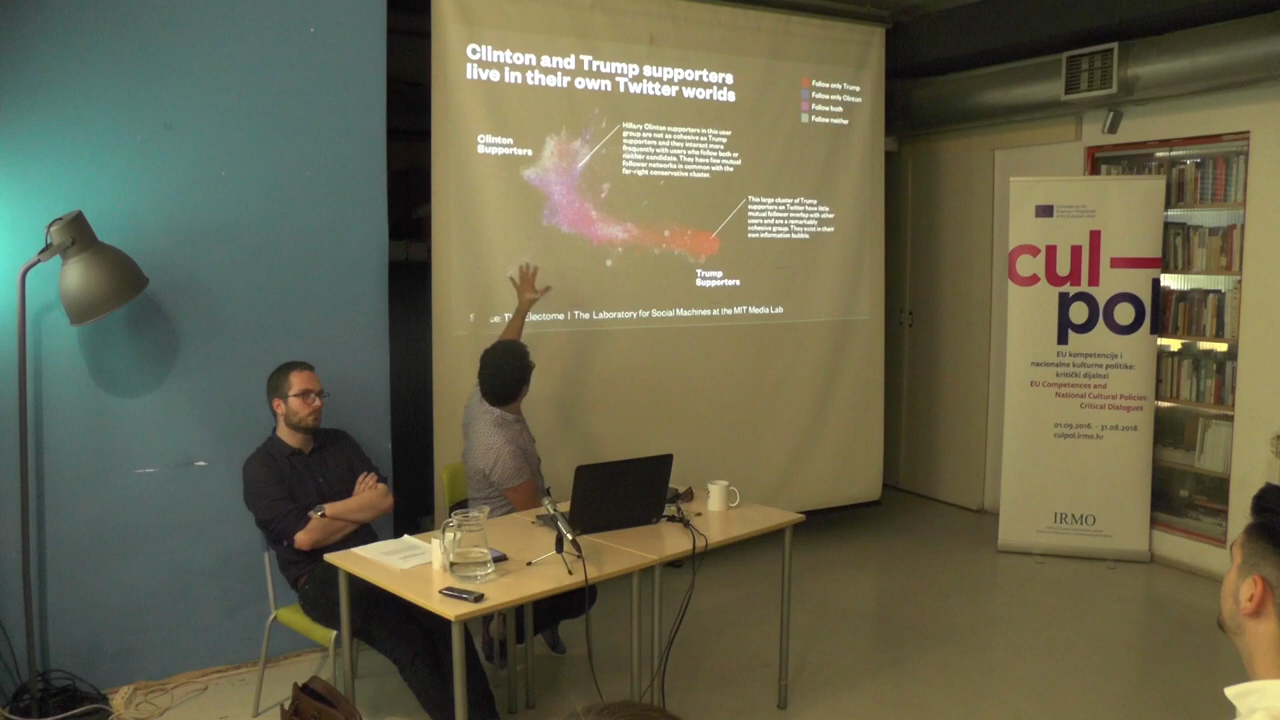 Clinton and Trump supporters
live in their own Twitter worlds
Follow only Trump
Follow only Clinton
Follow both
Follow neither
Clinton
Supporters
Hillary Clinton supporters in this user
group are not as cohesive as Trump
supporters and they interact more
frequently with users who follow both or
neither candidate. They have few mutual
follower networks in common with the
far-right conservative cluster.
This large cluster of Trump
supporters on Twitter have little
mutual follower overlap with other
users and are a remarkably
cohesive group. They exist in their
own information bubble.
Trump
Supporters
Electome | The Laboratory for Social Machines at the MIT Media Lab
cul
pol
EU kompetencije i
nacionalne kulturne politike:
kritički dijalozi
EU Competences and
National Cultural Policies:
Critical Dialogues
01.09.2016. - 31.08.2018.
culpol.irmo.hr
IRMO